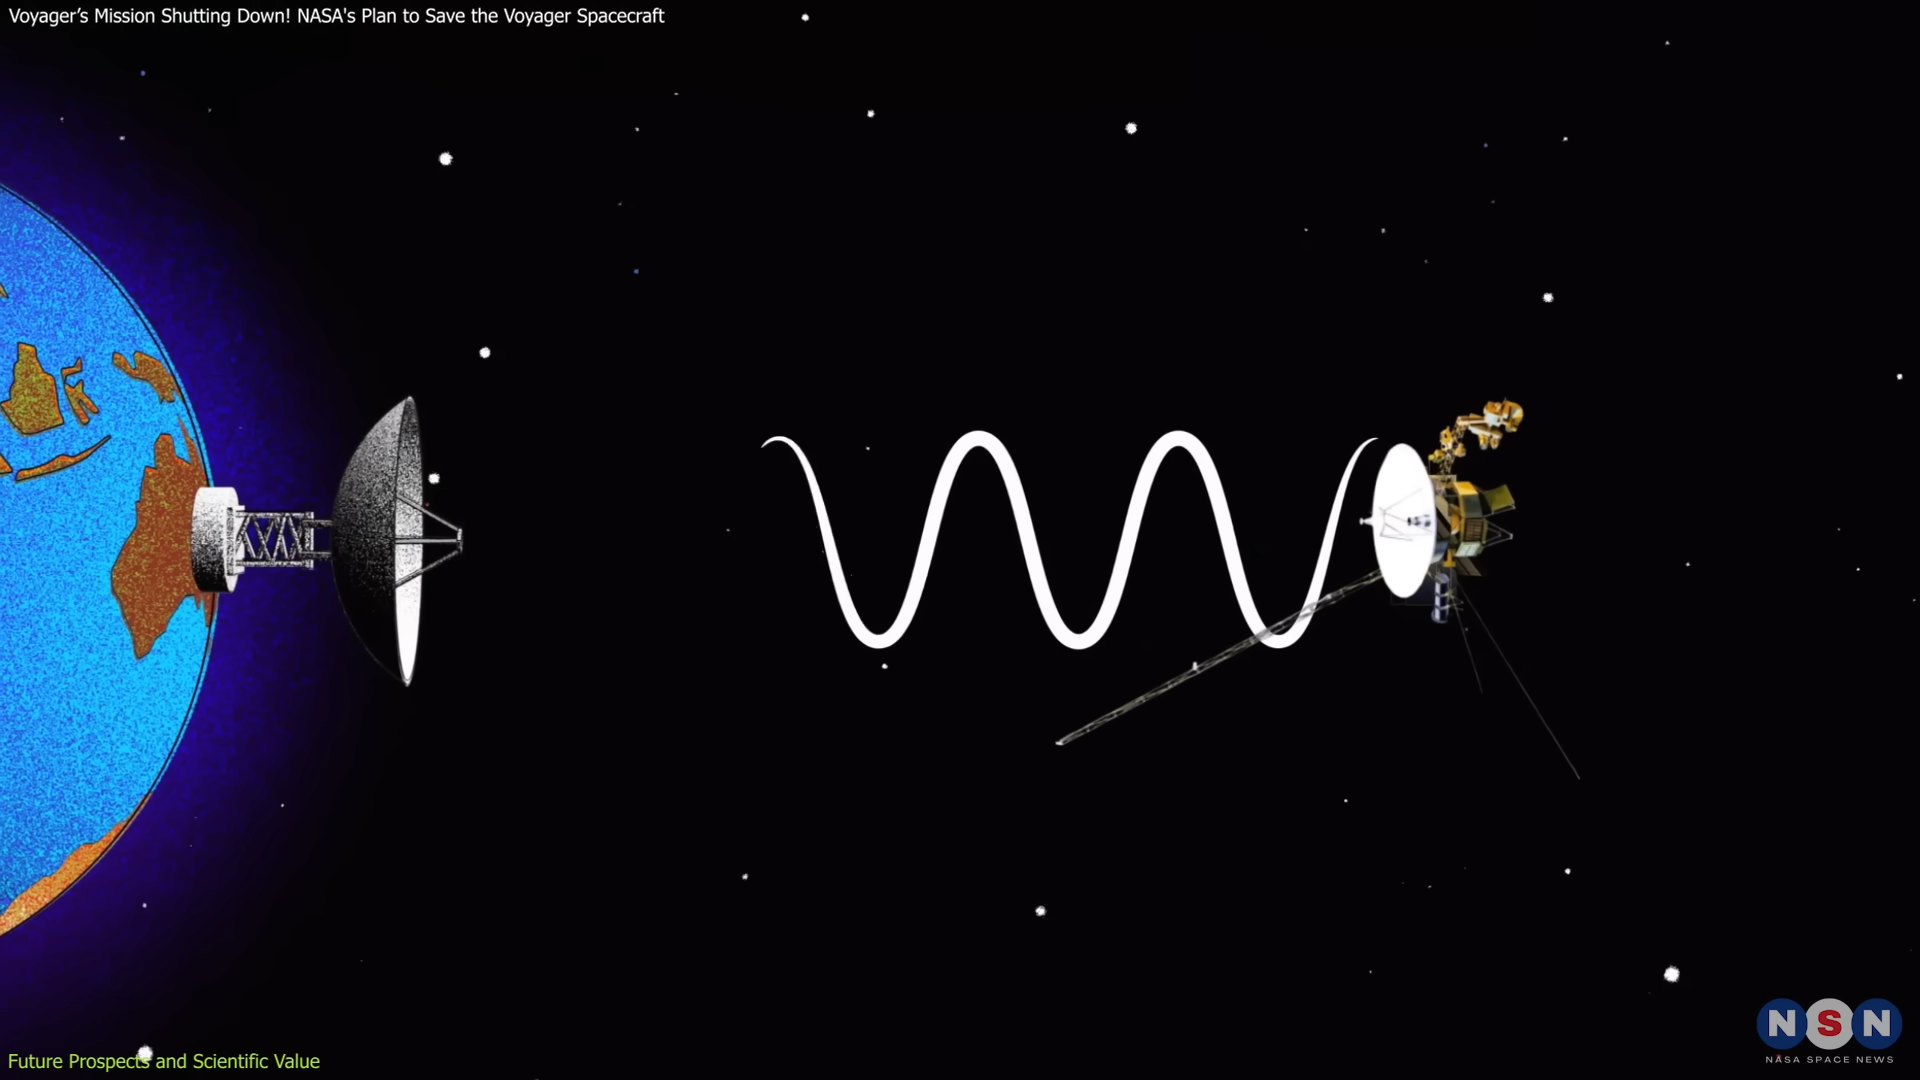 Voyager’s Mission Shutting Down! NASA's Plan to Save the Voyager Spacecraft
NSN
NASA SPACE NEWS
Future Prospects and Scientific Value